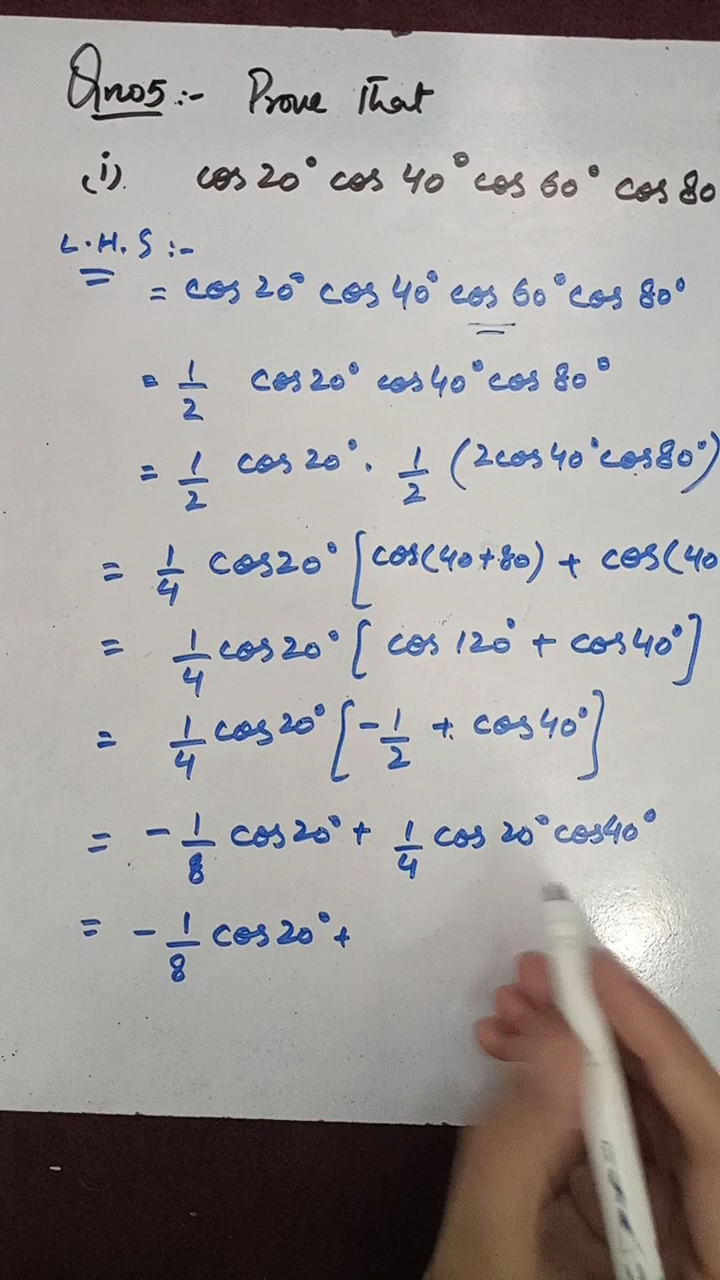 Qno5:- Prove That
(i). cos 20° cos 40° cos 60° cos 80
L.H.S:-
= cos 20° cos 40° cos 60° cos 80°
= 1/2 cos 20° cos 40° cos 80°
= 1/2 cos 20° · 1/2 (2cos 40° cos 80°)
= 1/4 cos 20° [cos(40+80) + cos(40
= 1/4 cos 20° [cos 120° + cos 40°]
= 1/4 cos 20° [-1/2 + cos 40°]
= -1/8 cos 20° + 1/4 cos 20° cos 40°
= -1/8 cos 20° +